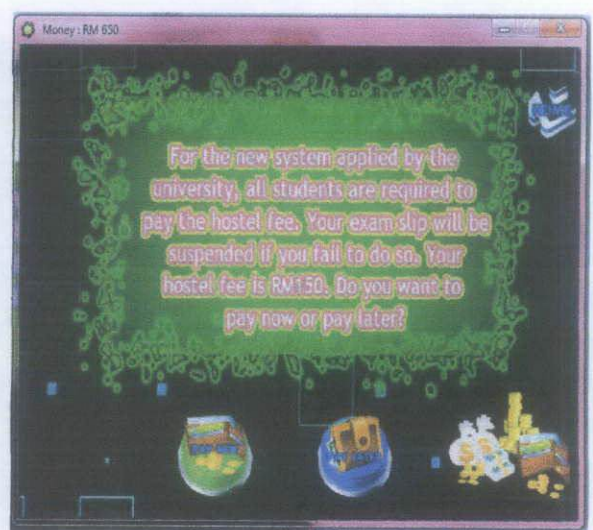 Money : RM 650
For the new system applied by the
university, all students are required to
pay the hostel fee. Your exam slip will be
suspended if you fail to do so. Your
hostel fee is RM150. Do you want to
pay now or pay later?